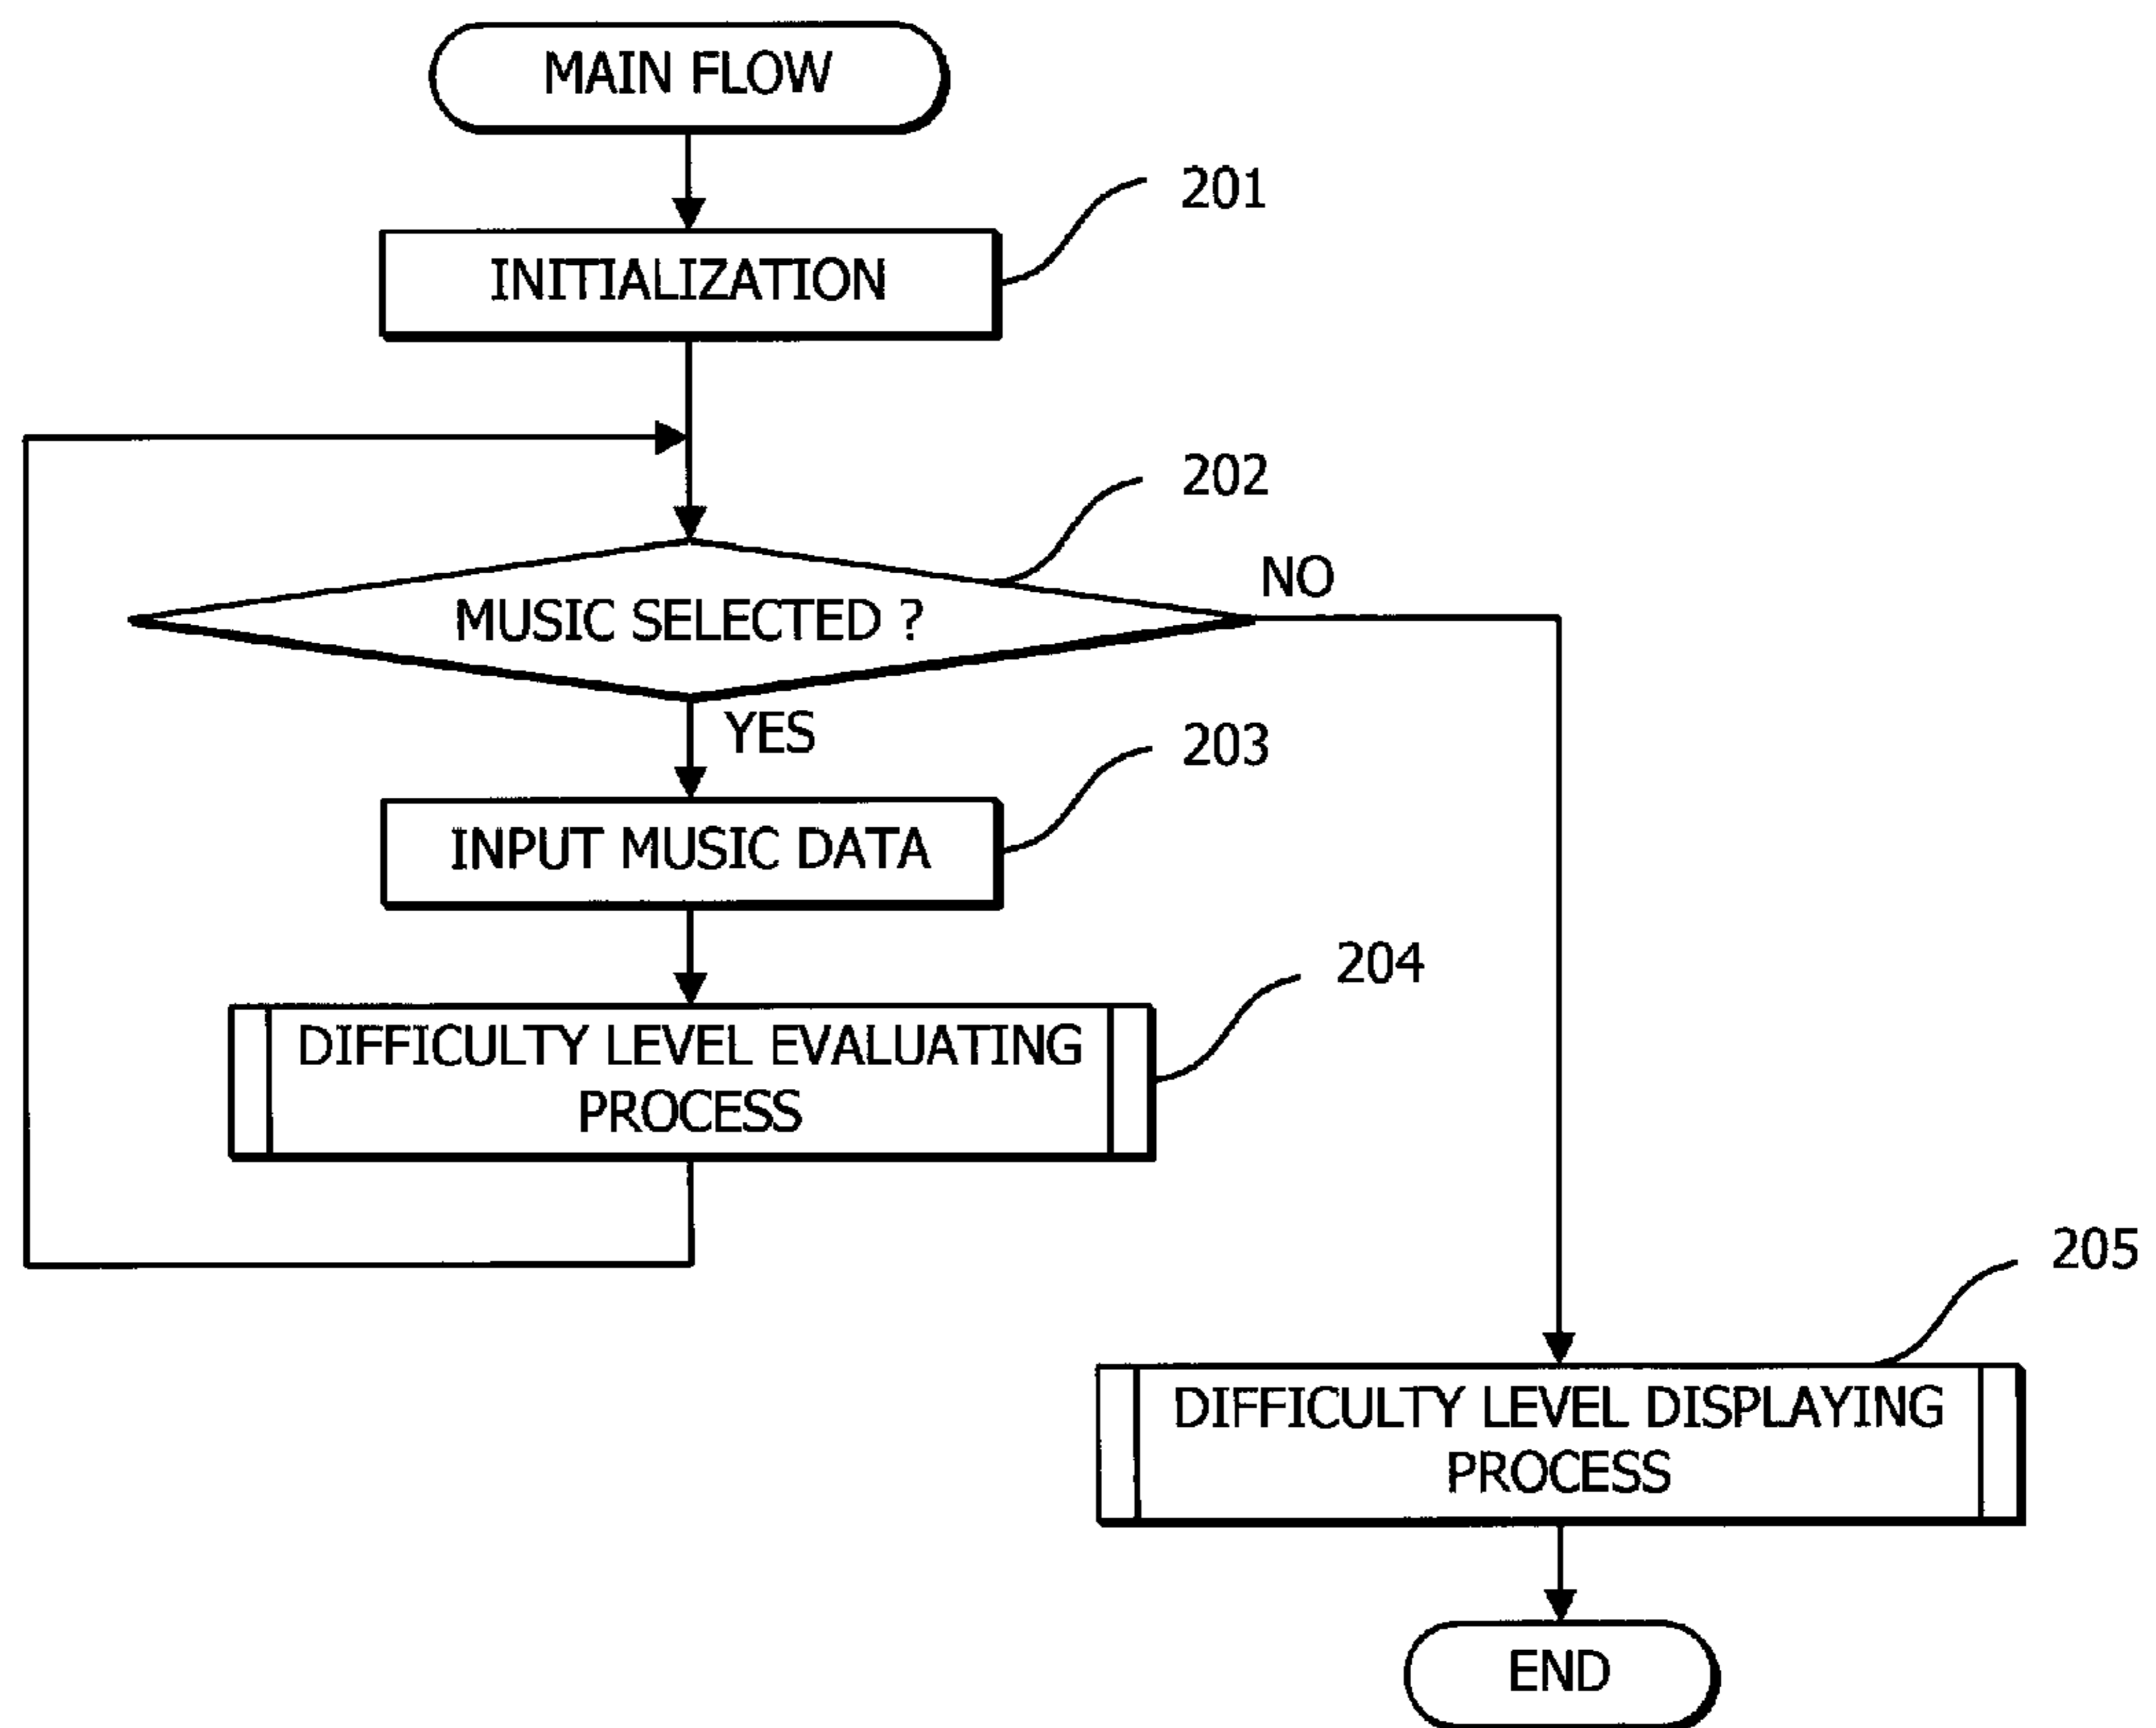 MAIN FLOW
201
INITIALIZATION
202
NO
MUSIC SELECTED ?
YES
203
INPUT MUSIC DATA
204
DIFFICULTY LEVEL EVALUATING
PROCESS
205
DIFFICULTY LEVEL DISPLAYING
PROCESS
END